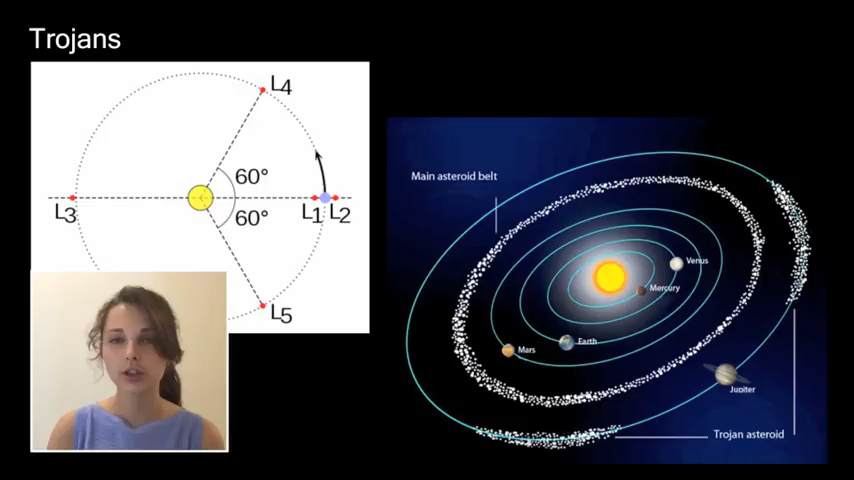 Trojans
L4
60°
60°
L3
L1
L2
L5
Main asteroid belt
Venus
Mercury
Earth
Mars
Jupiter
Trojan asteroid